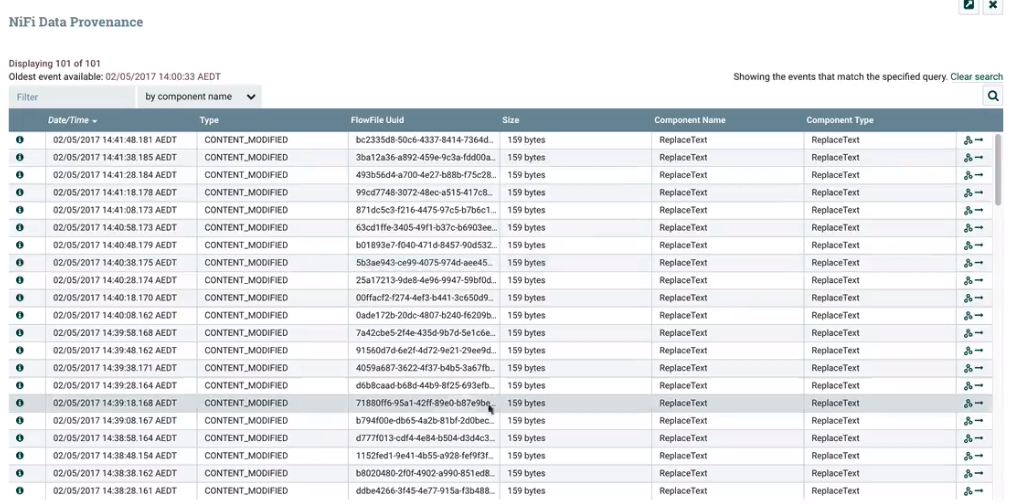 NiFi Data Provenance
Displaying 101 of 101
Oldest event available: 02/05/2017 14:00:33 AEDT
Showing the events that match the specified query. Clear search
Filter by component name
Date/Time Type FlowFile Uuid Size Component Name Component Type
02/05/2017 14:41:48.181 AEDT CONTENT_MODIFIED bc2335d8-50c6-4337-8414-7364d... 159 bytes ReplaceText ReplaceText
02/05/2017 14:41:38.185 AEDT CONTENT_MODIFIED 3ba12a36-a892-459e-9c3a-fdd00a... 159 bytes ReplaceText ReplaceText
02/05/2017 14:41:28.184 AEDT CONTENT_MODIFIED 493b56d4-a700-4e27-b88b-f75c28... 159 bytes ReplaceText ReplaceText
02/05/2017 14:41:18.178 AEDT CONTENT_MODIFIED 99cd7748-3072-48ec-a515-417c8... 159 bytes ReplaceText ReplaceText
02/05/2017 14:41:08.173 AEDT CONTENT_MODIFIED 871dc5c3-f216-4475-97c5-b7b6c1... 159 bytes ReplaceText ReplaceText
02/05/2017 14:40:58.173 AEDT CONTENT_MODIFIED 63cd1ffe-3405-49f1-b37c-b6903ee... 159 bytes ReplaceText ReplaceText
02/05/2017 14:40:48.179 AEDT CONTENT_MODIFIED b01893e7-f040-471d-8457-90d532... 159 bytes ReplaceText ReplaceText
02/05/2017 14:40:38.175 AEDT CONTENT_MODIFIED 5b3ae943-ce99-4075-974d-aee45... 159 bytes ReplaceText ReplaceText
02/05/2017 14:40:28.174 AEDT CONTENT_MODIFIED 25a17213-9de8-4e96-9947-59bf0d... 159 bytes ReplaceText ReplaceText
02/05/2017 14:40:18.170 AEDT CONTENT_MODIFIED 00ffacf2-f274-4ef3-b441-3c650d9... 159 bytes ReplaceText ReplaceText
02/05/2017 14:40:08.162 AEDT CONTENT_MODIFIED 0ade172b-20dc-4807-b240-f6209b... 159 bytes ReplaceText ReplaceText
02/05/2017 14:39:58.168 AEDT CONTENT_MODIFIED 7a42cbe5-2f4e-435d-9b7d-5e1c6e... 159 bytes ReplaceText ReplaceText
02/05/2017 14:39:48.162 AEDT CONTENT_MODIFIED 91560d7d-6e2f-4d72-9e21-29ee9d... 159 bytes ReplaceText ReplaceText
02/05/2017 14:39:38.171 AEDT CONTENT_MODIFIED 4059a687-3622-4f37-b4b5-3a67fb... 159 bytes ReplaceText ReplaceText
02/05/2017 14:39:28.164 AEDT CONTENT_MODIFIED d6b8caad-b68d-44b9-8f25-693efb... 159 bytes ReplaceText ReplaceText
02/05/2017 14:39:18.168 AEDT CONTENT_MODIFIED 71880ff6-95a1-42ff-89e0-b87e9be... 159 bytes ReplaceText ReplaceText
02/05/2017 14:39:08.167 AEDT CONTENT_MODIFIED b794f00e-db65-4a2b-81bf-2d0bec... 159 bytes ReplaceText ReplaceText
02/05/2017 14:38:58.164 AEDT CONTENT_MODIFIED d777f013-cdf4-4e84-b504-d3d4c3... 159 bytes ReplaceText ReplaceText
02/05/2017 14:38:48.154 AEDT CONTENT_MODIFIED 1152fed1-9e41-4b55-a928-fef9f3f... 159 bytes ReplaceText ReplaceText
02/05/2017 14:38:38.162 AEDT CONTENT_MODIFIED b8020480-2f0f-4902-a990-851ed8... 159 bytes ReplaceText ReplaceText
02/05/2017 14:38:28.161 AEDT CONTENT_MODIFIED ddbe4266-3f45-4e77-915a-f3b488... 159 bytes ReplaceText ReplaceText